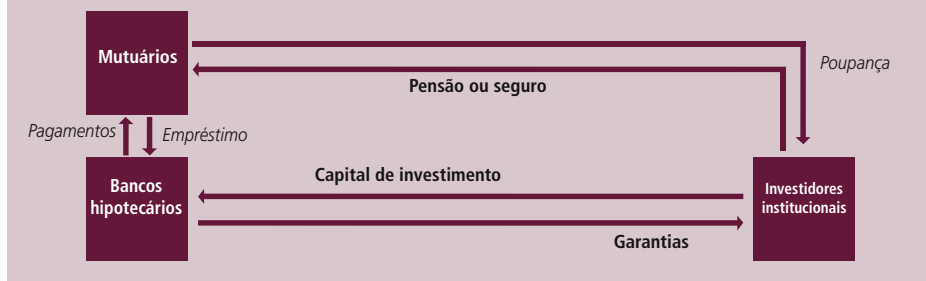 Mutuários
Poupança
Pensão ou seguro
Pagamentos
Empréstimo
Bancos
hipotecários
Capital de investimento
Investidores
institucionais
Garantias